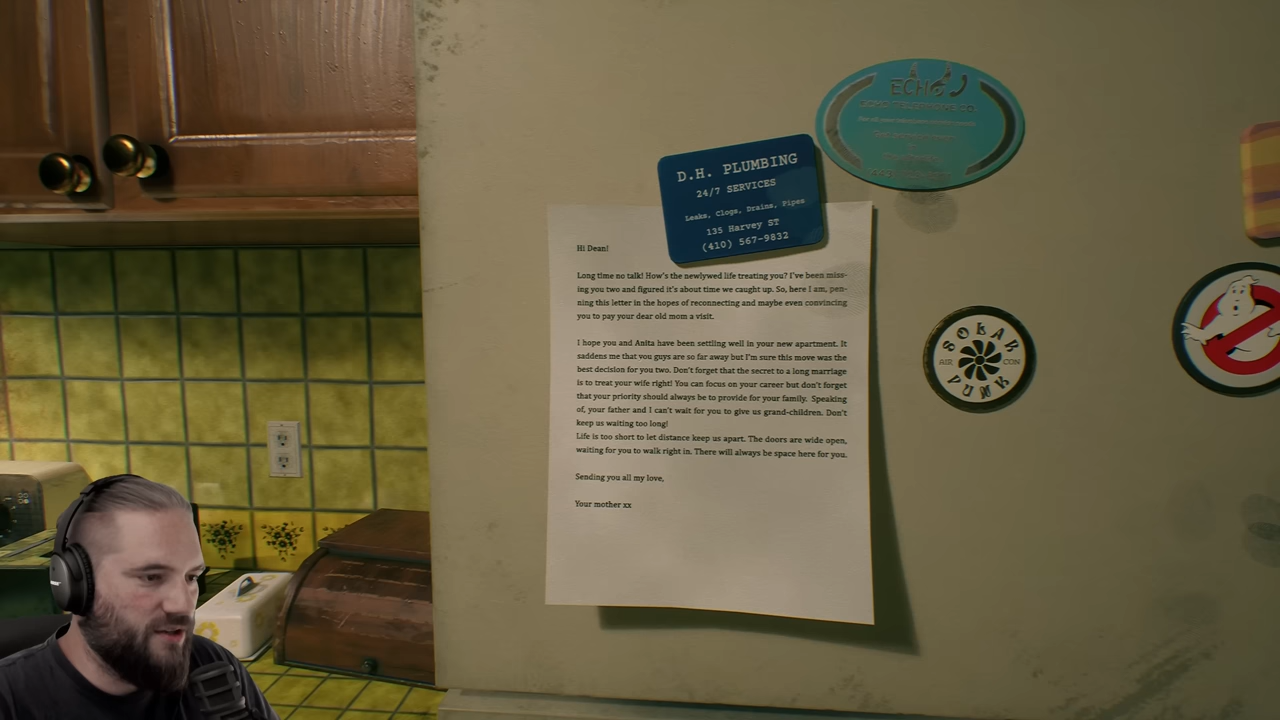 ECHO
ECHO TELEPHONE CO.
D.H. PLUMBING
24/7 SERVICES
Leaks, Clogs, Drains, Pipes
135 Harvey ST
(410) 567-9832
Hi Dean!
Long time no talk! How's the newlywed life treating you? I've been miss-
ing you two and figured it's about time we caught up. So, here I am, pen-
ning this letter in the hopes of reconnecting and maybe even convincing
you to pay your dear old mom a visit.
I hope you and Anita have been settling well in your new apartment. It
saddens me that you guys are so far away but I'm sure this move was the
best decision for you two. Don't forget that the secret to a long marriage
is to treat your wife right! You can focus on your career but don't forget
that your priority should always be to provide for your family. Speaking
of, your father and I can't wait for you to give us grand-children. Don't
keep us waiting too long!
Life is too short to let distance keep us apart. The doors are wide open,
waiting for you to walk right in. There will always be space here for you.
Sending you all my love,
Your mother xx
SOLAR
AIR CON
PUNK